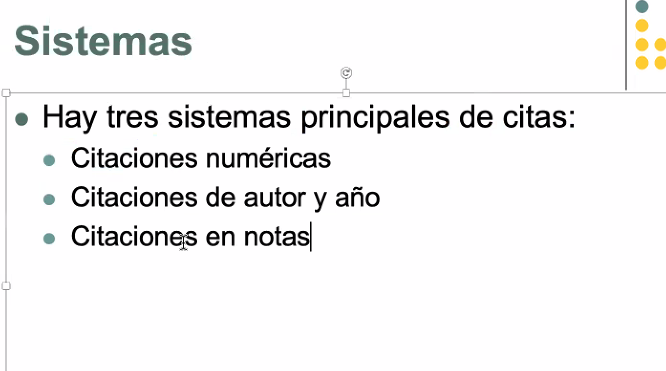 Sistemas
Hay tres sistemas principales de citas:
Citaciones numéricas
Citaciones de autor y año
Citaciones en notas